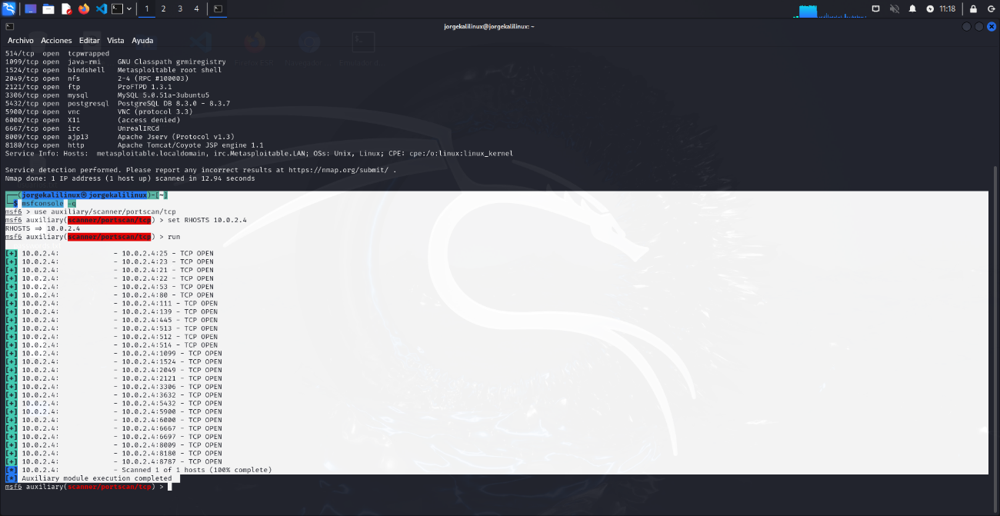 1 2 3 4 11:18
jorgekalilinux@jorgekalilinux: ~
Archivo Acciones Editar Vista Ayuda
514/tcp open tcpwrapped
1099/tcp open java-rmi GNU Classpath grmiregistry
1524/tcp open bindshell Metasploitable root shell
2049/tcp open nfs 2-4 (RPC #100003)
2121/tcp open ftp ProFTPD 1.3.1
3306/tcp open mysql MySQL 5.0.51a-3ubuntu5
5432/tcp open postgresql PostgreSQL DB 8.3.0 - 8.3.7
5900/tcp open vnc VNC (protocol 3.3)
6000/tcp open X11 (access denied)
6667/tcp open irc UnrealIRCd
8009/tcp open ajp13 Apache Jserv (Protocol v1.3)
8180/tcp open http Apache Tomcat/Coyote JSP engine 1.1
Service Info: Hosts: metasploitable.localdomain, irc.Metasploitable.LAN; OSs: Unix, Linux; CPE: cpe:/o:linux:linux_kernel
Service detection performed. Please report any incorrect results at https://nmap.org/submit/ .
Nmap done: 1 IP address (1 host up) scanned in 12.94 seconds
┌──(jorgekalilinux㉿jorgekalilinux)-[~]
└─$ msfconsole -q
msf6 > use auxiliary/scanner/portscan/tcp
msf6 auxiliary(scanner/portscan/tcp) > set RHOSTS 10.0.2.4
RHOSTS => 10.0.2.4
msf6 auxiliary(scanner/portscan/tcp) > run
[+] 10.0.2.4: - 10.0.2.4:25 - TCP OPEN
[+] 10.0.2.4: - 10.0.2.4:23 - TCP OPEN
[+] 10.0.2.4: - 10.0.2.4:21 - TCP OPEN
[+] 10.0.2.4: - 10.0.2.4:22 - TCP OPEN
[+] 10.0.2.4: - 10.0.2.4:53 - TCP OPEN
[+] 10.0.2.4: - 10.0.2.4:80 - TCP OPEN
[+] 10.0.2.4: - 10.0.2.4:111 - TCP OPEN
[+] 10.0.2.4: - 10.0.2.4:139 - TCP OPEN
[+] 10.0.2.4: - 10.0.2.4:445 - TCP OPEN
[+] 10.0.2.4: - 10.0.2.4:513 - TCP OPEN
[+] 10.0.2.4: - 10.0.2.4:512 - TCP OPEN
[+] 10.0.2.4: - 10.0.2.4:514 - TCP OPEN
[+] 10.0.2.4: - 10.0.2.4:1099 - TCP OPEN
[+] 10.0.2.4: - 10.0.2.4:1524 - TCP OPEN
[+] 10.0.2.4: - 10.0.2.4:2049 - TCP OPEN
[+] 10.0.2.4: - 10.0.2.4:2121 - TCP OPEN
[+] 10.0.2.4: - 10.0.2.4:3306 - TCP OPEN
[+] 10.0.2.4: - 10.0.2.4:3632 - TCP OPEN
[+] 10.0.2.4: - 10.0.2.4:5432 - TCP OPEN
[+] 10.0.2.4: - 10.0.2.4:5900 - TCP OPEN
[+] 10.0.2.4: - 10.0.2.4:6000 - TCP OPEN
[+] 10.0.2.4: - 10.0.2.4:6667 - TCP OPEN
[+] 10.0.2.4: - 10.0.2.4:6697 - TCP OPEN
[+] 10.0.2.4: - 10.0.2.4:8009 - TCP OPEN
[+] 10.0.2.4: - 10.0.2.4:8180 - TCP OPEN
[+] 10.0.2.4: - 10.0.2.4:8787 - TCP OPEN
[*] 10.0.2.4: - Scanned 1 of 1 hosts (100% complete)
[*] Auxiliary module execution completed
msf6 auxiliary(scanner/portscan/tcp) >